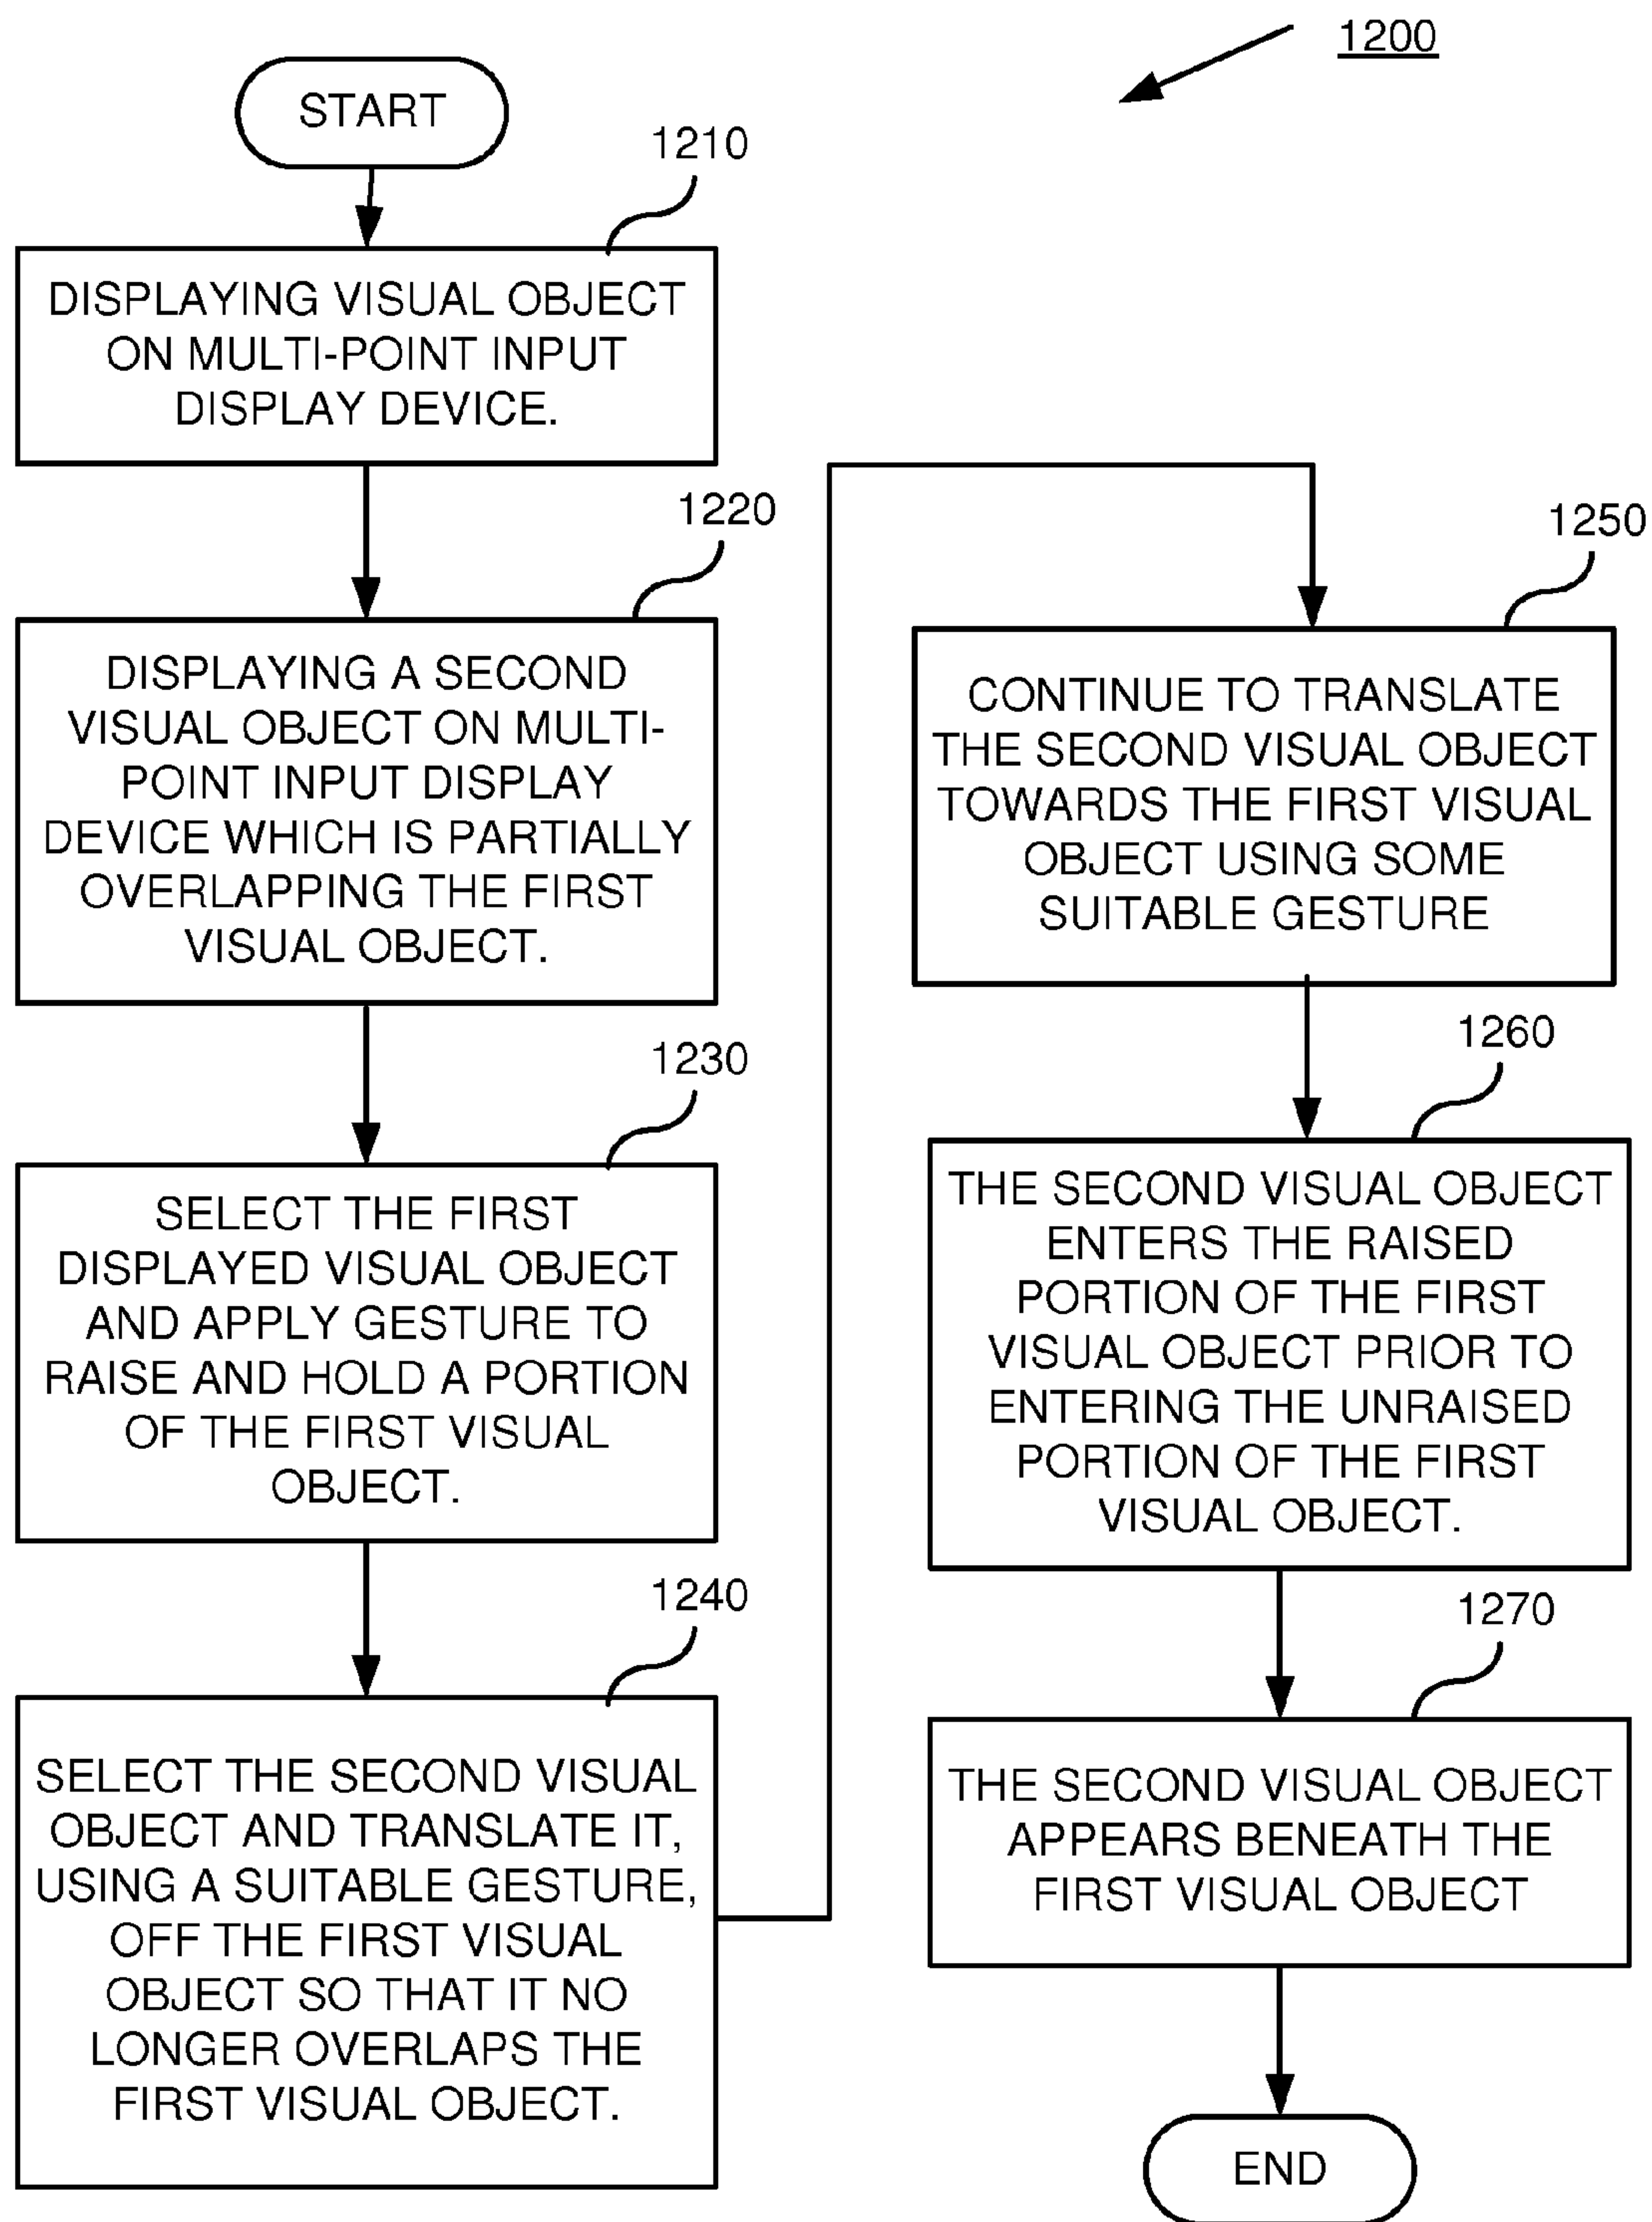 1200
START
1210
DISPLAYING VISUAL OBJECT
ON MULTI-POINT INPUT
DISPLAY DEVICE.
1220
DISPLAYING A SECOND
VISUAL OBJECT ON MULTI-
POINT INPUT DISPLAY
DEVICE WHICH IS PARTIALLY
OVERLAPPING THE FIRST
VISUAL OBJECT.
1230
SELECT THE FIRST
DISPLAYED VISUAL OBJECT
AND APPLY GESTURE TO
RAISE AND HOLD A PORTION
OF THE FIRST VISUAL
OBJECT.
1240
SELECT THE SECOND VISUAL
OBJECT AND TRANSLATE IT,
USING A SUITABLE GESTURE,
OFF THE FIRST VISUAL
OBJECT SO THAT IT NO
LONGER OVERLAPS THE
FIRST VISUAL OBJECT.
1250
CONTINUE TO TRANSLATE
THE SECOND VISUAL OBJECT
TOWARDS THE FIRST VISUAL
OBJECT USING SOME
SUITABLE GESTURE
1260
THE SECOND VISUAL OBJECT
ENTERS THE RAISED
PORTION OF THE FIRST
VISUAL OBJECT PRIOR TO
ENTERING THE UNRAISED
PORTION OF THE FIRST
VISUAL OBJECT.
1270
THE SECOND VISUAL OBJECT
APPEARS BENEATH THE
FIRST VISUAL OBJECT
END